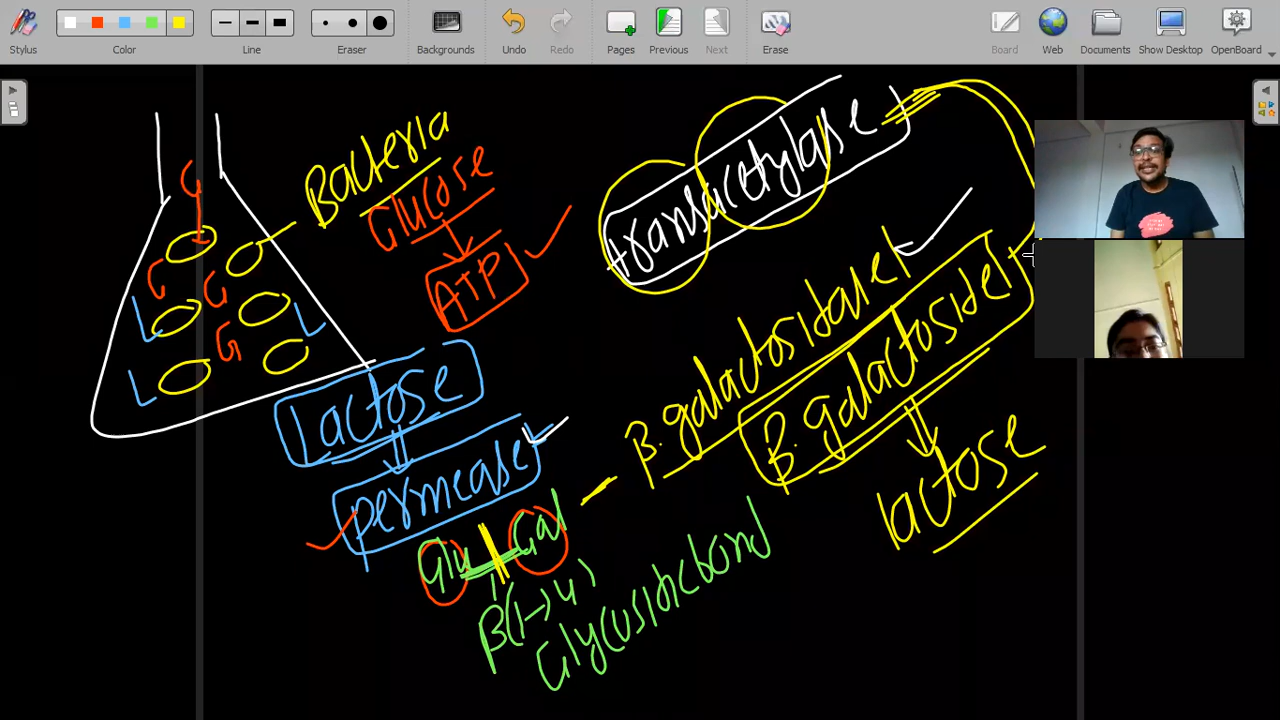 Stylus
Color
Line
Eraser
Backgrounds
Undo
Redo
Pages
Previous
Next
Erase
Board
Web
Documents
Show Desktop
OpenBoard
Bacteria
Glucose
ATP
G
G
G
G
L
L
L
Lactose
permease
Glu Gal
β(1→4)
Glycosidic bond
transacetylase
β.galactosidase
β.galactosides
lactose